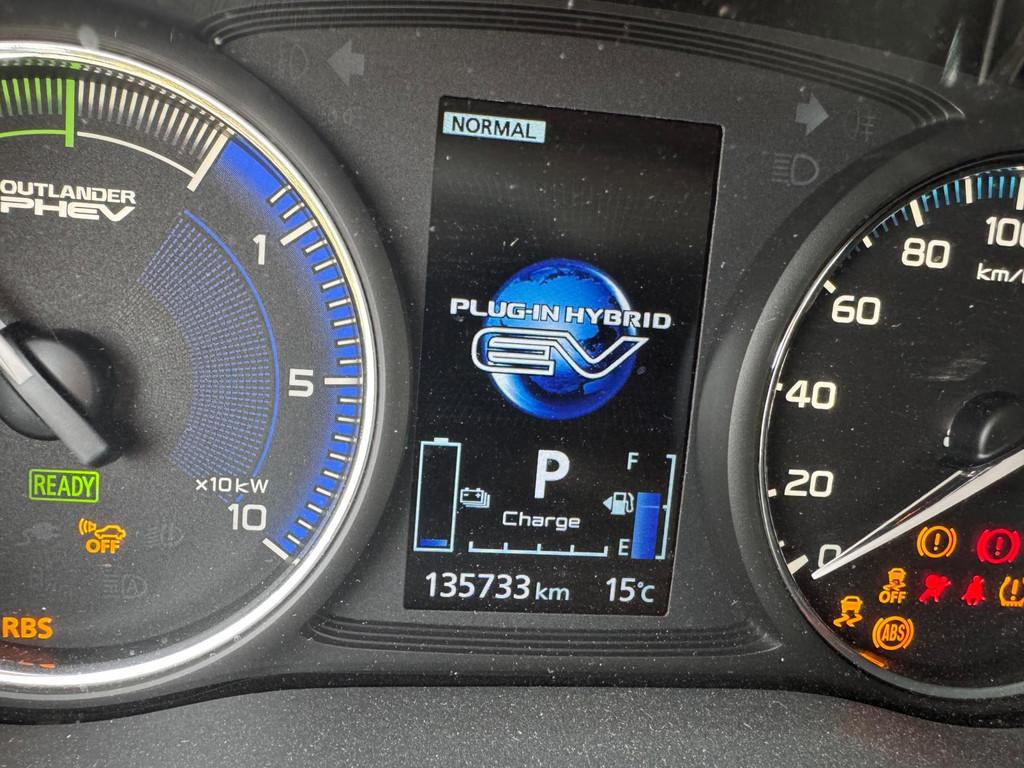 NORMAL
OUTLANDER
PHEV
1
5
×10kW
10
READY
OFF
RBS
PLUG-IN HYBRID
EV
P
F
Charge
E
135733 km
15°C
100
80
60
40
20
0
OFF
ABS